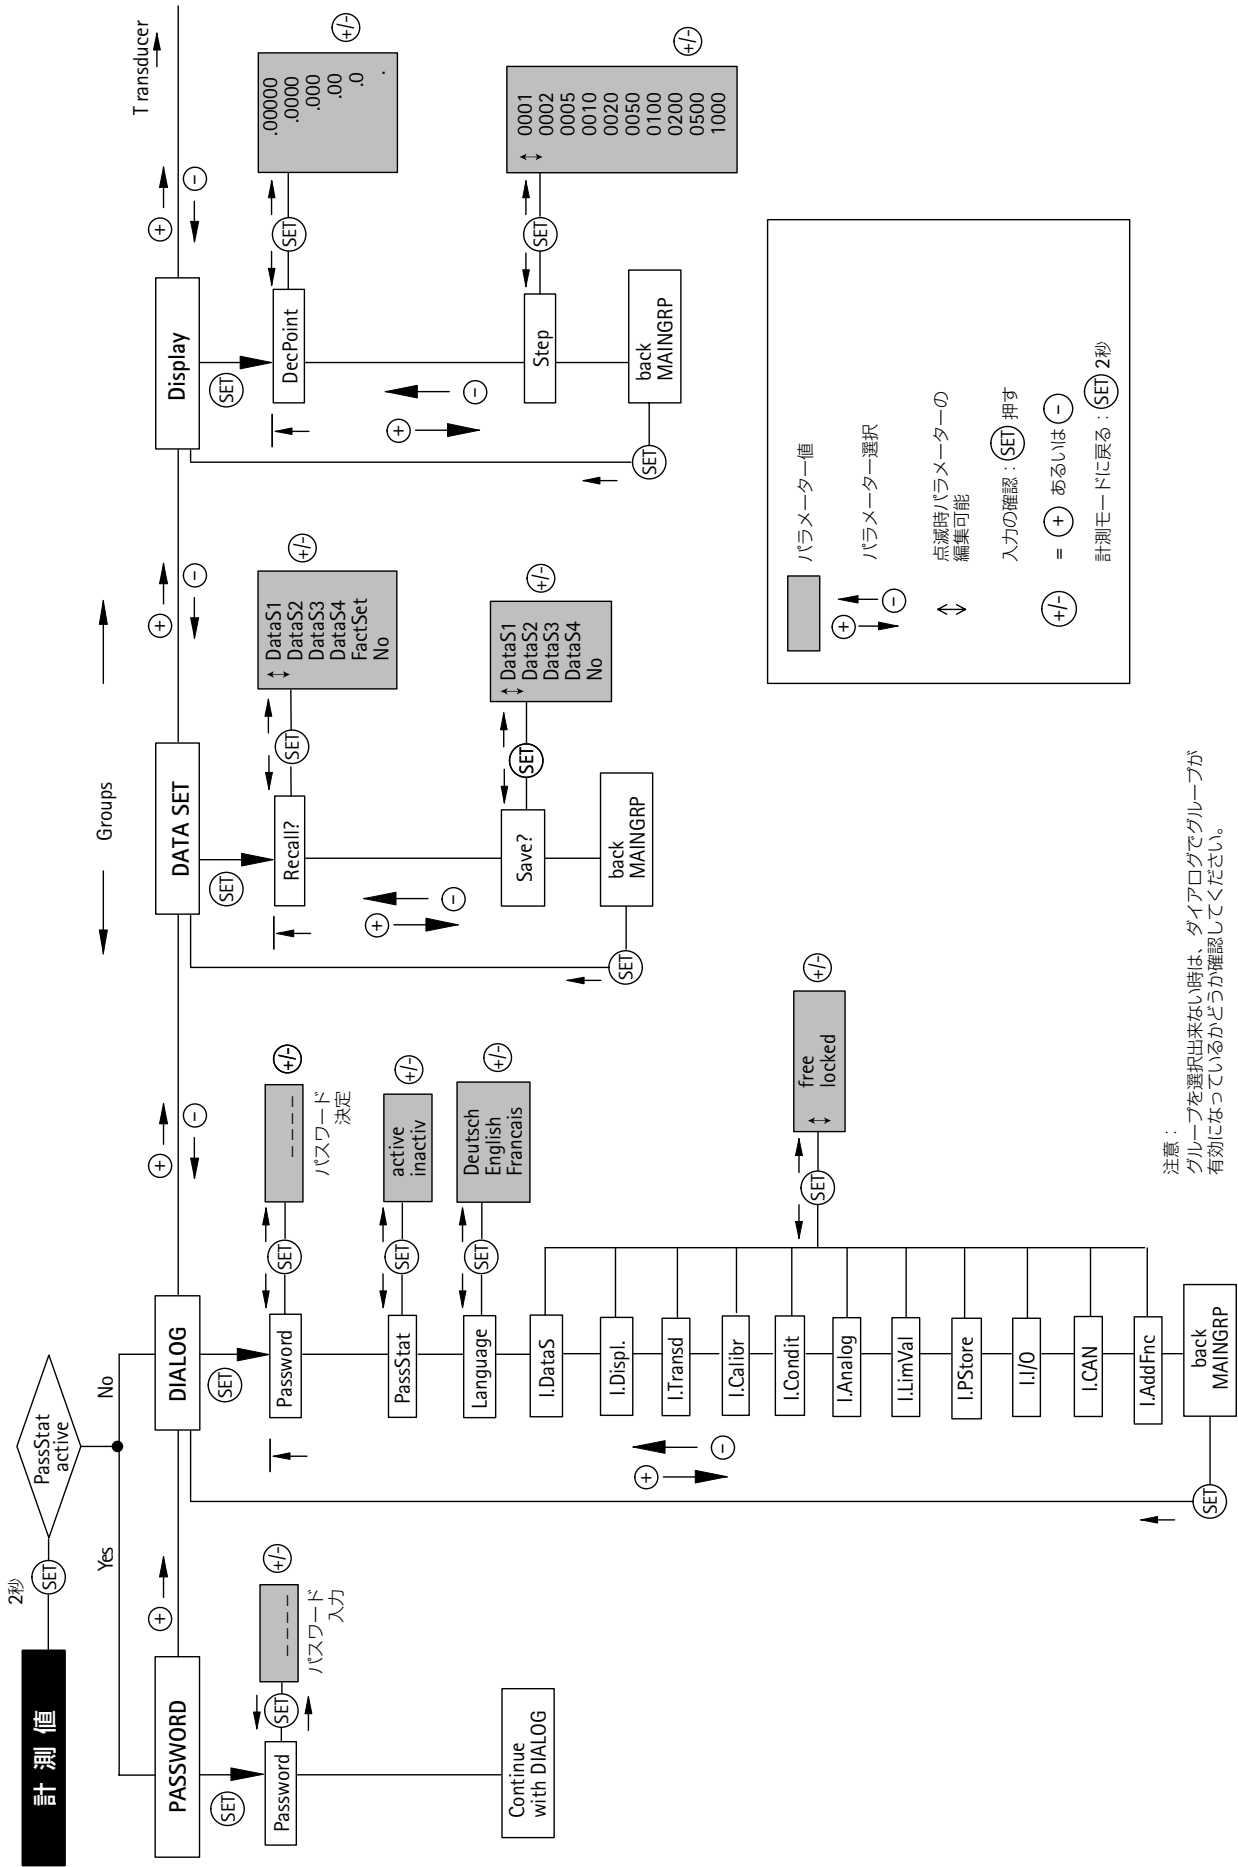 計 測 値
2秒
SET
PassStat
active
Yes
No
Groups
Transducer
PASSWORD
+
DIALOG
+
−
DATA SET
+
−
Display
+
−
SET
Password
SET
– – – –
+/-
パスワード
入力
Continue
with DIALOG
SET
Password
SET
– – – –
+/-
パスワード
決定
PassStat
SET
active
inactiv
+/-
Language
SET
Deutsch
English
Francais
+/-
I.DataS
I.Displ.
I.Transd
I.Calibr
I.Condit
I.Analog
I.LimVal
I.PStore
I.I/O
I.CAN
I.AddFnc
SET
free
locked
+/-
+
−
back
MAINGRP
SET
SET
Recall?
SET
DataS1
DataS2
DataS3
DataS4
FactSet
No
+/-
+
−
Save?
SET
DataS1
DataS2
DataS3
DataS4
No
+/-
back
MAINGRP
SET
SET
DecPoint
SET
.00000
.0000
.000
.00
.0
.
+/-
+
−
Step
SET
0001
0002
0005
0010
0020
0050
0100
0200
0500
1000
+/-
back
MAINGRP
SET
パラメーター値
+
−
パラメーター選択
点滅時パラメーターの
編集可能
入力の確認：SET 押す
+/- = + あるいは −
計測モードに戻る：SET 2秒
注意：
グループを選択出来ない時は、ダイアログでグループが
有効になっているかどうか確認してください。